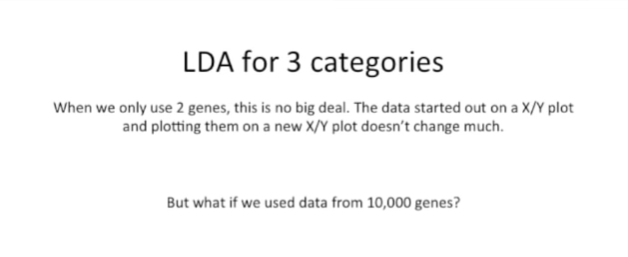 LDA for 3 categories
When we only use 2 genes, this is no big deal. The data started out on a X/Y plot
and plotting them on a new X/Y plot doesn't change much.
But what if we used data from 10,000 genes?